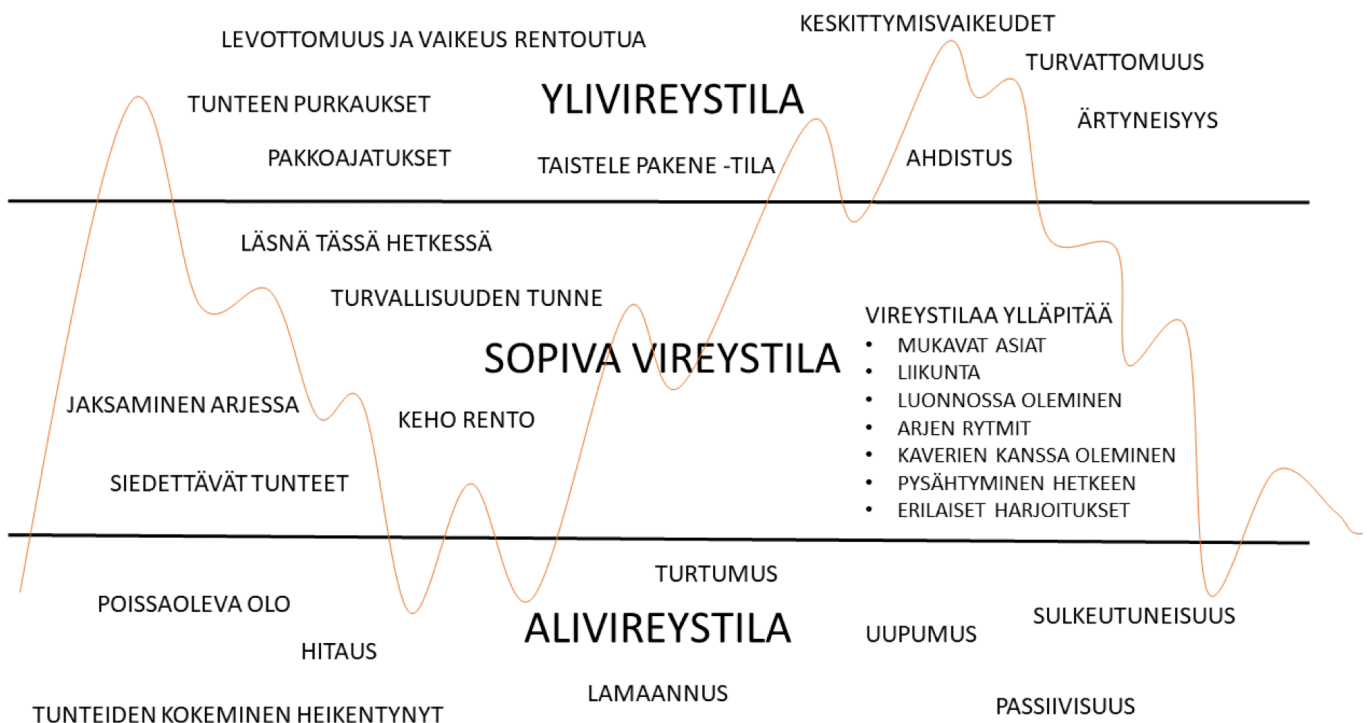 KESKITTYMISVAIKEUDET
LEVOTTOMUUS JA VAIKEUS RENTOUTUA
TURVATTOMUUS
TUNTEEN PURKAUKSET
YLIVIREYSTILA
ÄRTYNEISYYS
PAKKOAJATUKSET
TAISTELE PAKENE -TILA
AHDISTUS
LÄSNÄ TÄSSÄ HETKESSÄ
TURVALLISUUDEN TUNNE
SOPIVA VIREYSTILA
JAKSAMINEN ARJESSA
KEHO RENTO
SIEDETTÄVÄT TUNTEET
VIREYSTILAA YLLÄPITÄÄ
• MUKAVAT ASIAT
• LIIKUNTA
• LUONNOSSA OLEMINEN
• ARJEN RYTMIT
• KAVERIEN KANSSA OLEMINEN
• PYSÄHTYMINEN HETKEEN
• ERILAISET HARJOITUKSET
TURTUMUS
POISSAOLEVA OLO
ALIVIREYSTILA
SULKEUTUNEISUUS
UUPUMUS
HITAUS
LAMAANNUS
PASSIIVISUUS
TUNTEIDEN KOKEMINEN HEIKENTYNYT